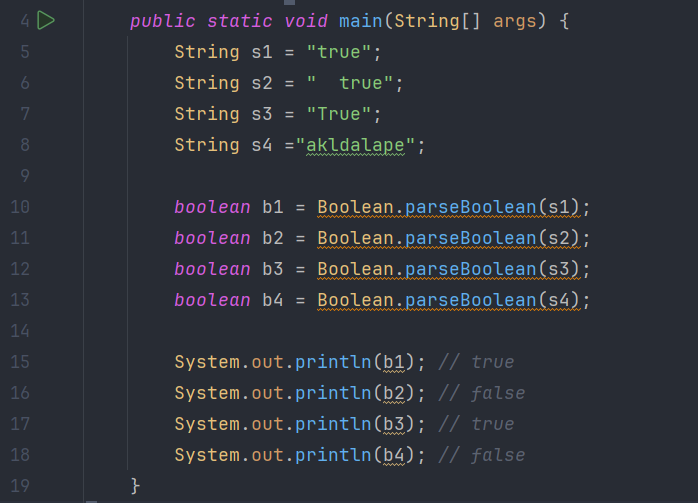 4 public static void main(String[] args) {
5 String s1 = "true";
6 String s2 = "  true";
7 String s3 = "True";
8 String s4 ="akldalape";
9
10 boolean b1 = Boolean.parseBoolean(s1);
11 boolean b2 = Boolean.parseBoolean(s2);
12 boolean b3 = Boolean.parseBoolean(s3);
13 boolean b4 = Boolean.parseBoolean(s4);
14
15 System.out.println(b1); // true
16 System.out.println(b2); // false
17 System.out.println(b3); // true
18 System.out.println(b4); // false
19 }